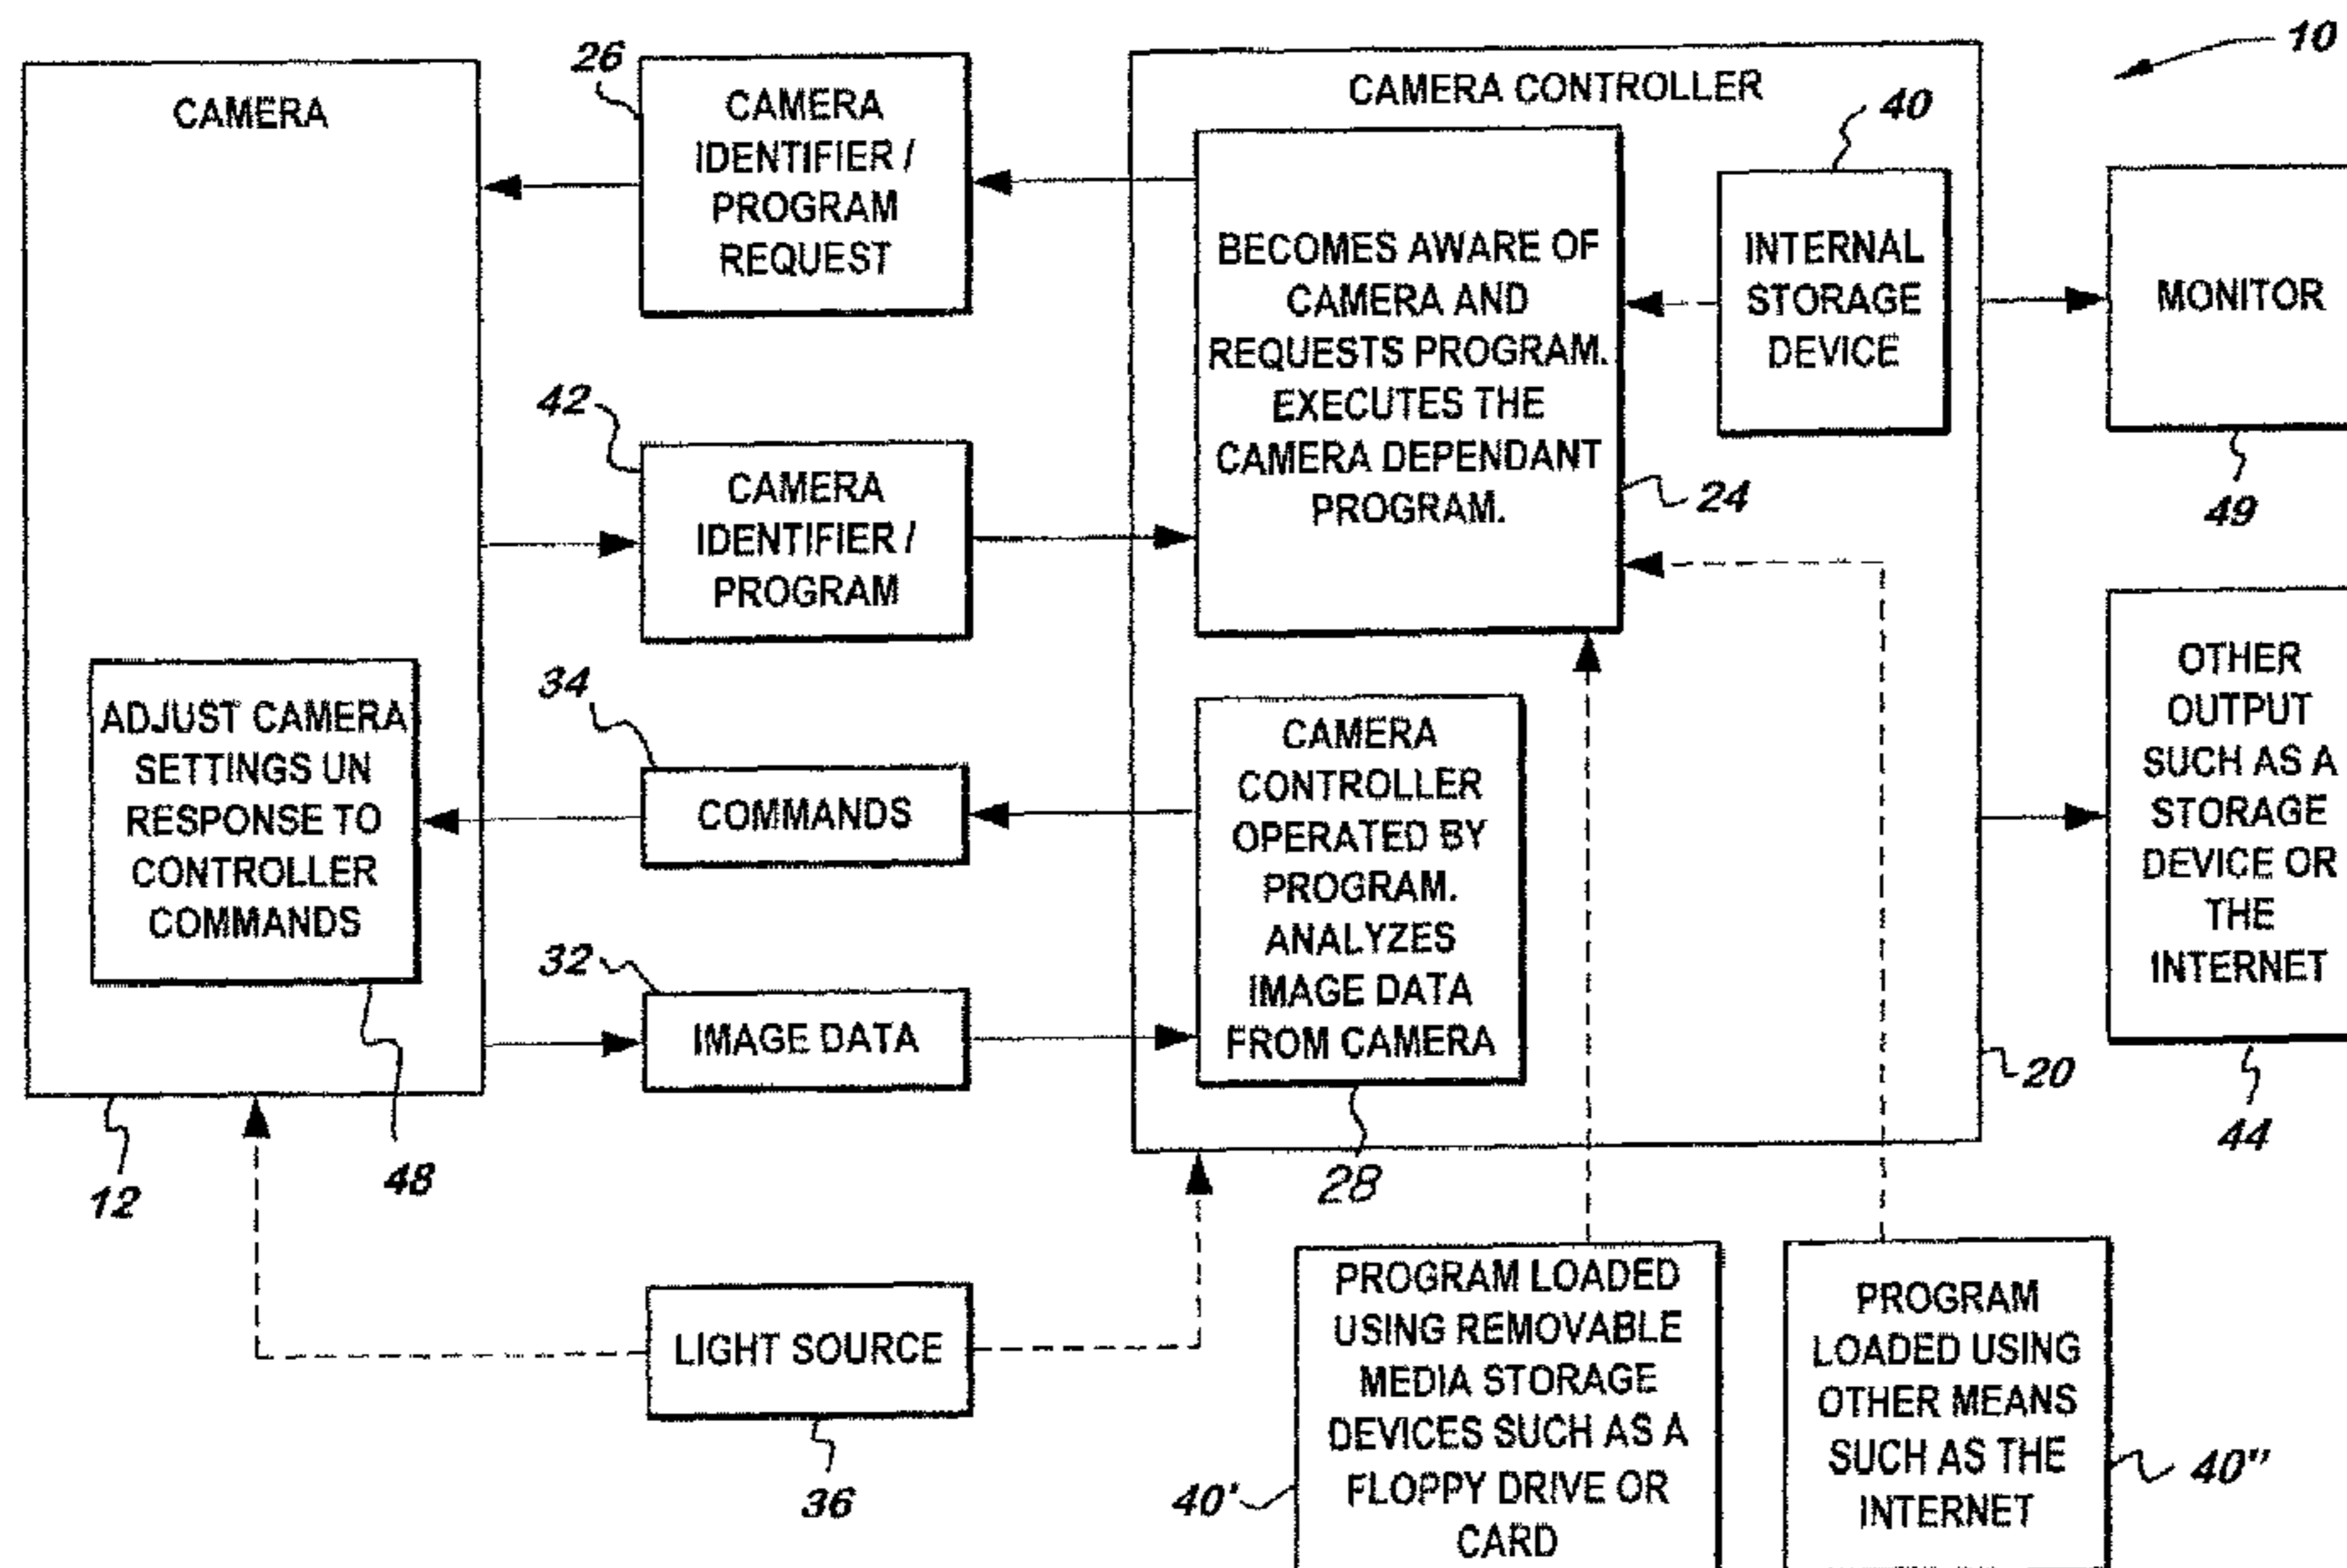 10
CAMERA
26
CAMERA
IDENTIFIER /
PROGRAM
REQUEST
CAMERA CONTROLLER
BECOMES AWARE OF
CAMERA AND
REQUESTS PROGRAM.
EXECUTES THE
CAMERA DEPENDANT
PROGRAM.
24
40
INTERNAL
STORAGE
DEVICE
MONITOR
49
42
CAMERA
IDENTIFIER /
PROGRAM
ADJUST CAMERA
SETTINGS UN
RESPONSE TO
CONTROLLER
COMMANDS
48
12
34
COMMANDS
32
IMAGE DATA
CAMERA
CONTROLLER
OPERATED BY
PROGRAM.
ANALYZES
IMAGE DATA
FROM CAMERA
28
20
OTHER
OUTPUT
SUCH AS A
STORAGE
DEVICE OR
THE
INTERNET
44
LIGHT SOURCE
36
PROGRAM LOADED
USING REMOVABLE
MEDIA STORAGE
DEVICES SUCH AS A
FLOPPY DRIVE OR
CARD
40'
PROGRAM
LOADED USING
OTHER MEANS
SUCH AS THE
INTERNET
40"